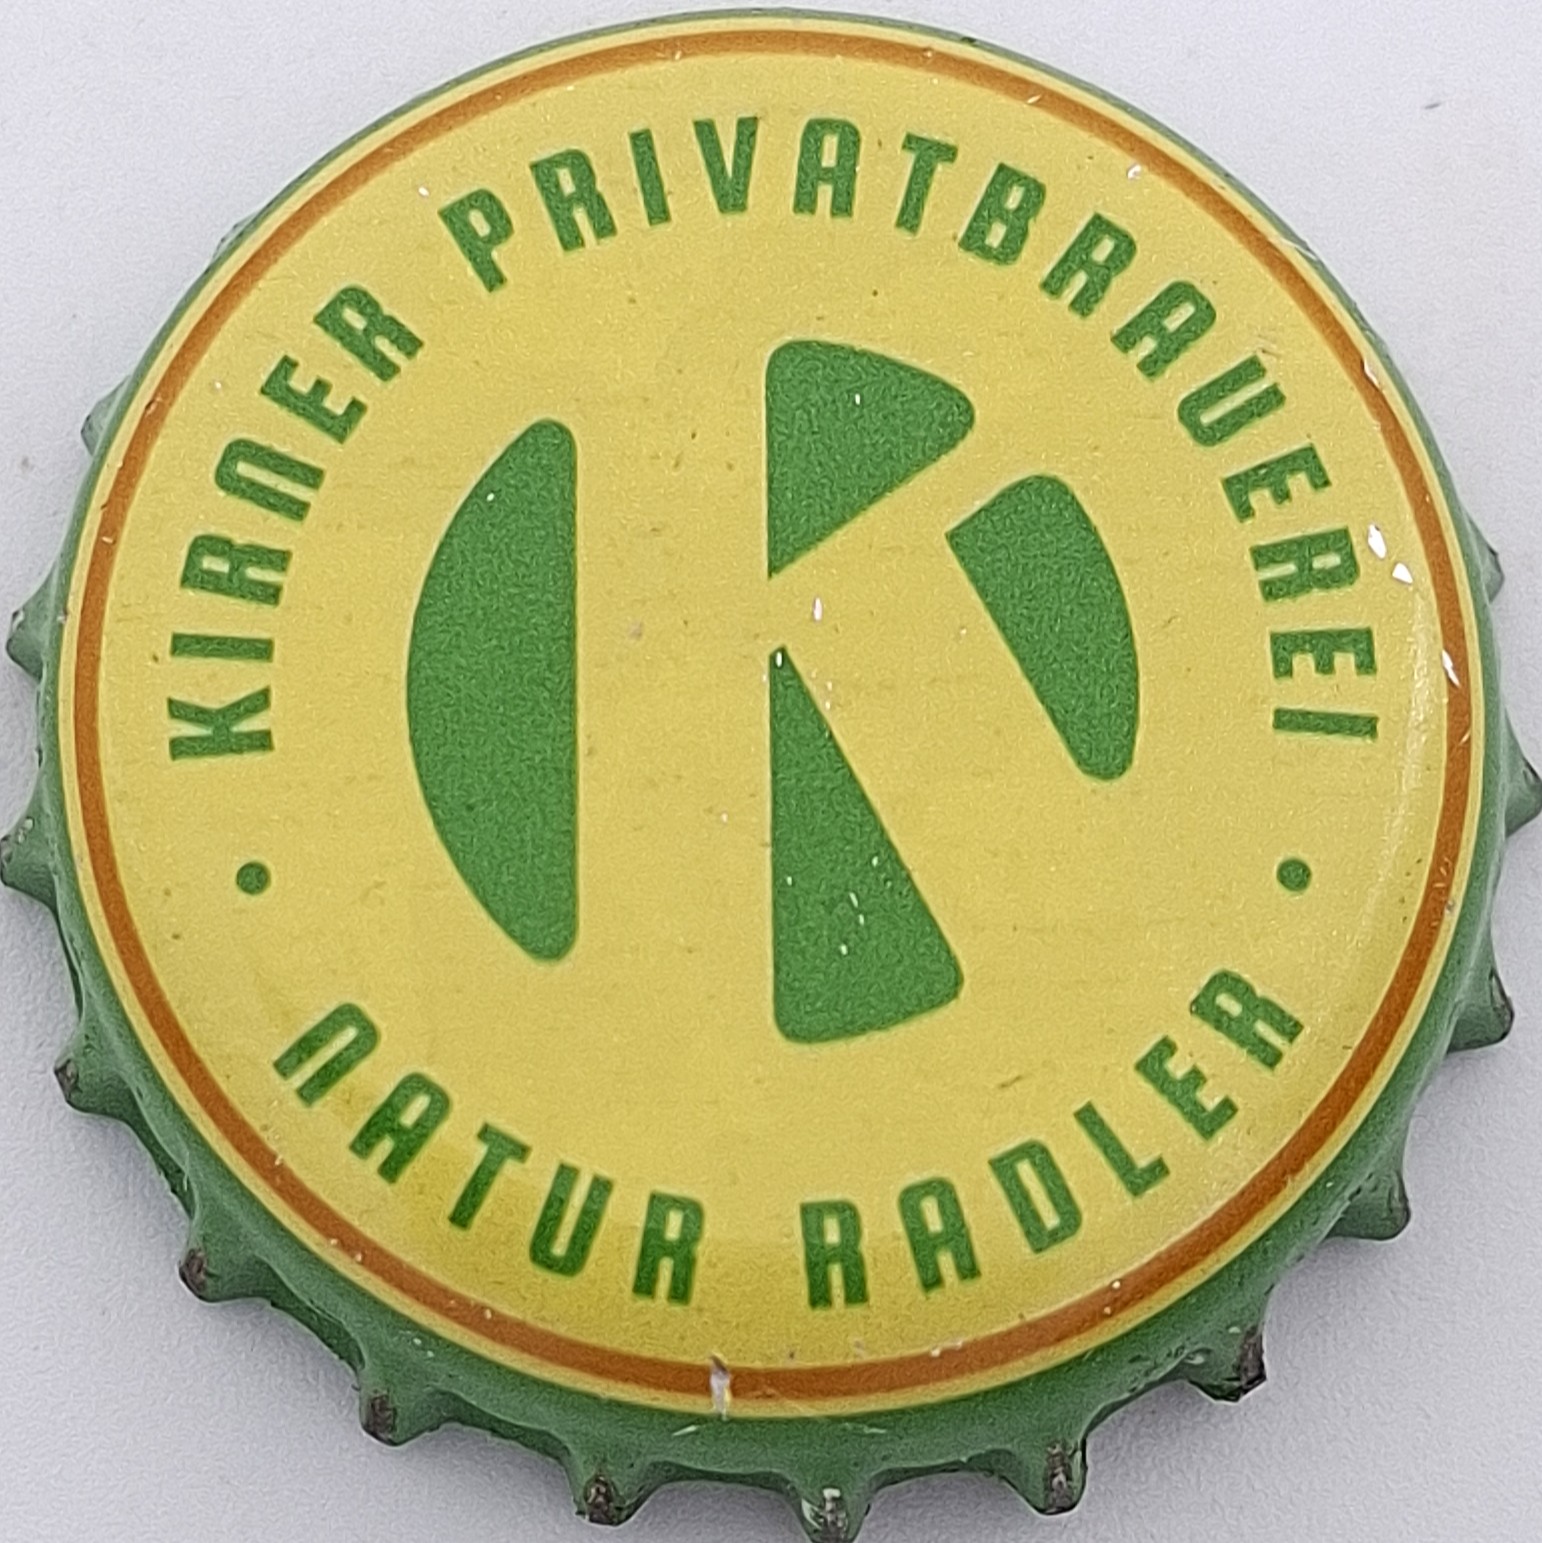 KIRNER PRIVATBRAUEREI
K
• NATUR RADLER •